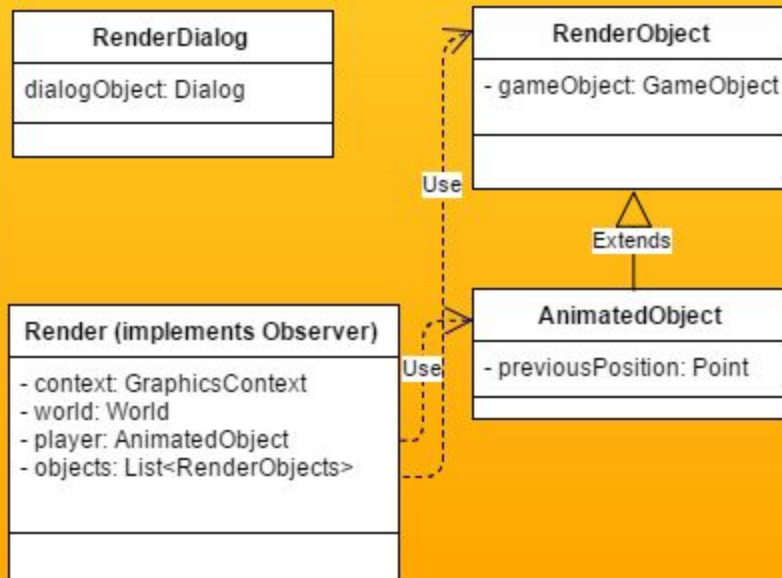 RenderDialog
dialogObject: Dialog
RenderObject
- gameObject: GameObject
Use
Extends
AnimatedObject
- previousPosition: Point
Render (implements Observer)
- context: GraphicsContext
- world: World
- player: AnimatedObject
- objects: List<RenderObjects>
Use